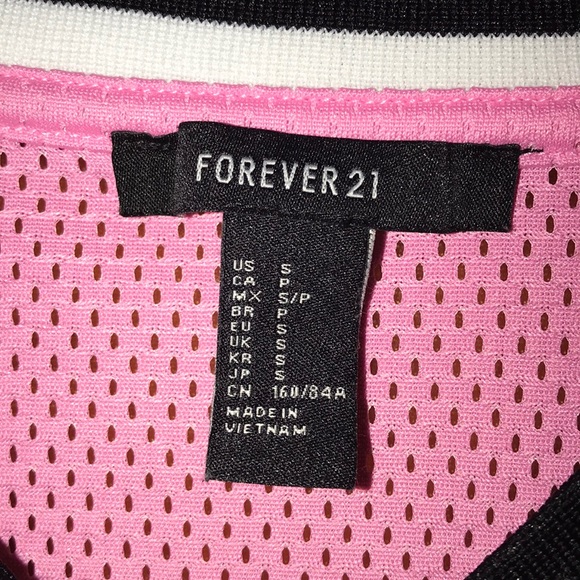 FOREVER 21
US S
CA P
MX S/P
BR P
EU S
UK S
KR S
JP S
CN 160/84A
MADE IN
VIETNAM